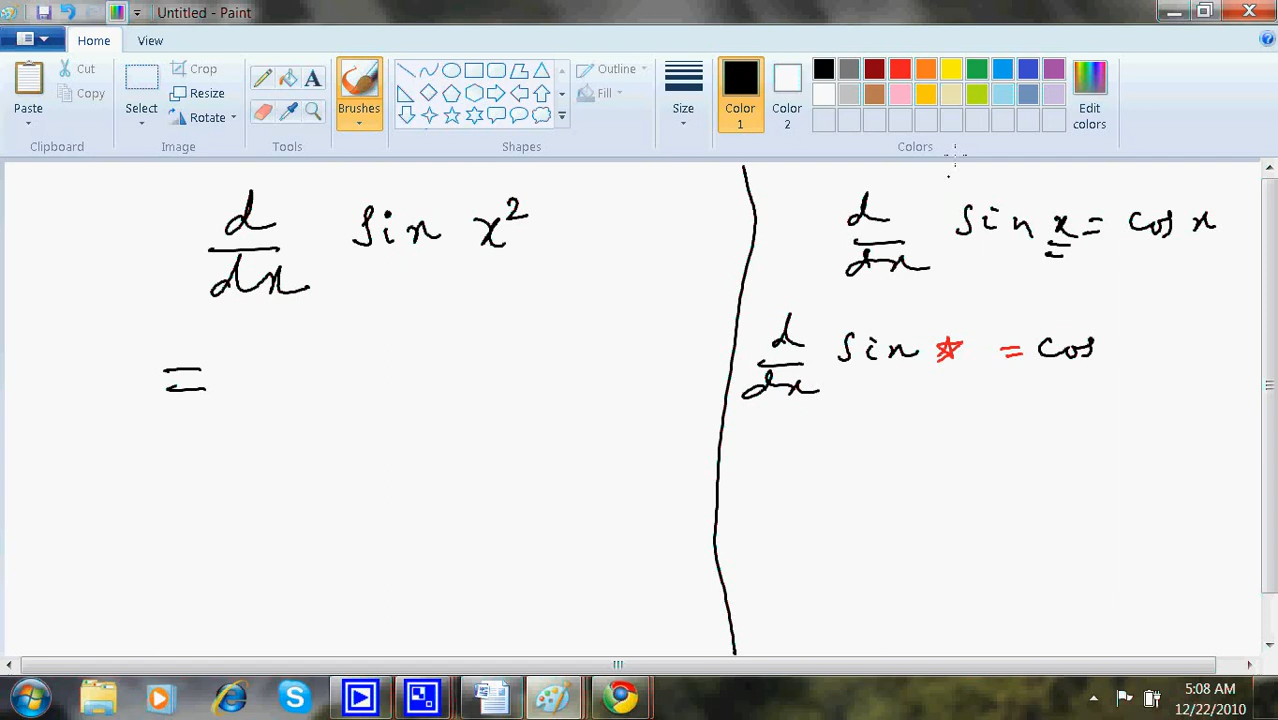 Untitled - Paint
Home View
Paste Cut Copy Select Crop Resize Rotate Brushes Outline Fill Size Color 1 Color 2 Edit colors
Clipboard Image Tools Shapes Colors
d/dx sin x²
=
d/dx sin x = cos x
d/dx sin ☆ = cos
5:08 AM
12/22/2010